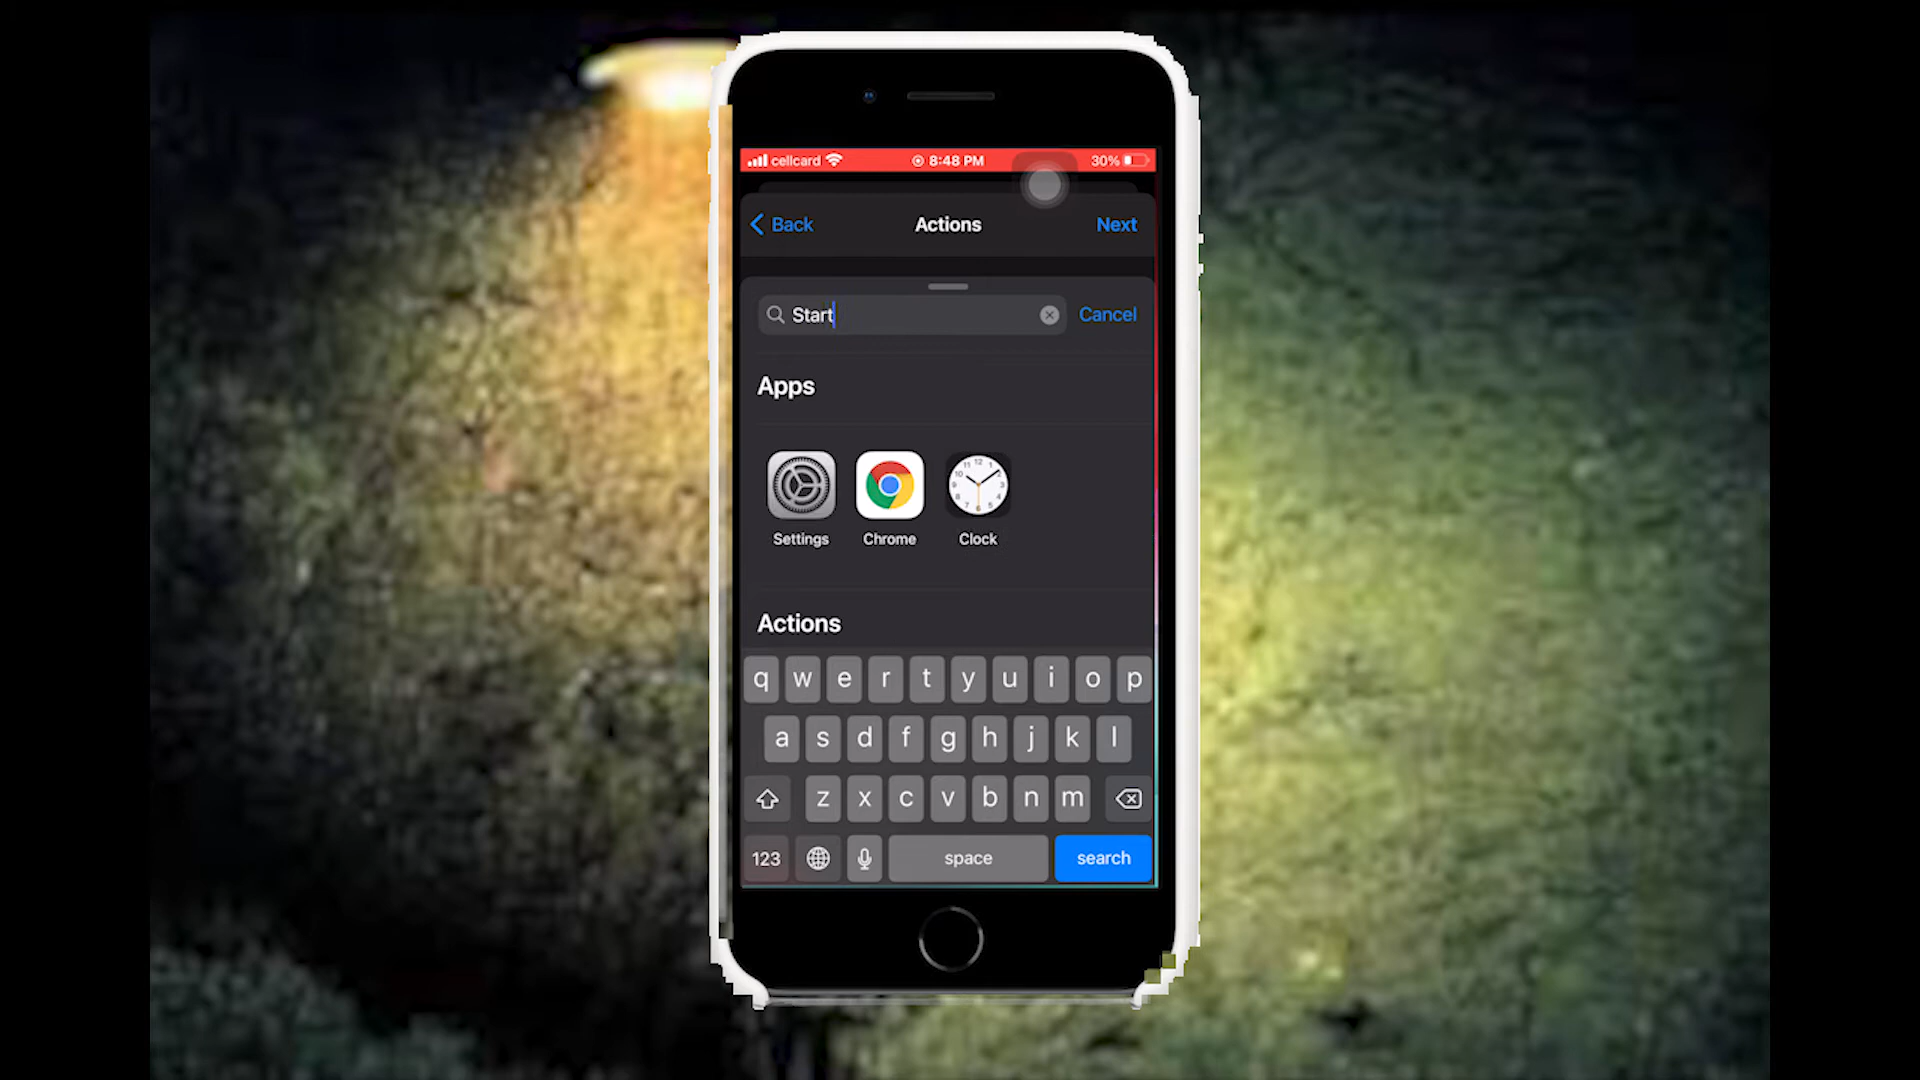 cellcard 8:48 PM 30%
Back Actions Next
Start Cancel
Apps
Settings Chrome Clock
Actions
q w e r t y u i o p
a s d f g h j k l
z x c v b n m
123 space search